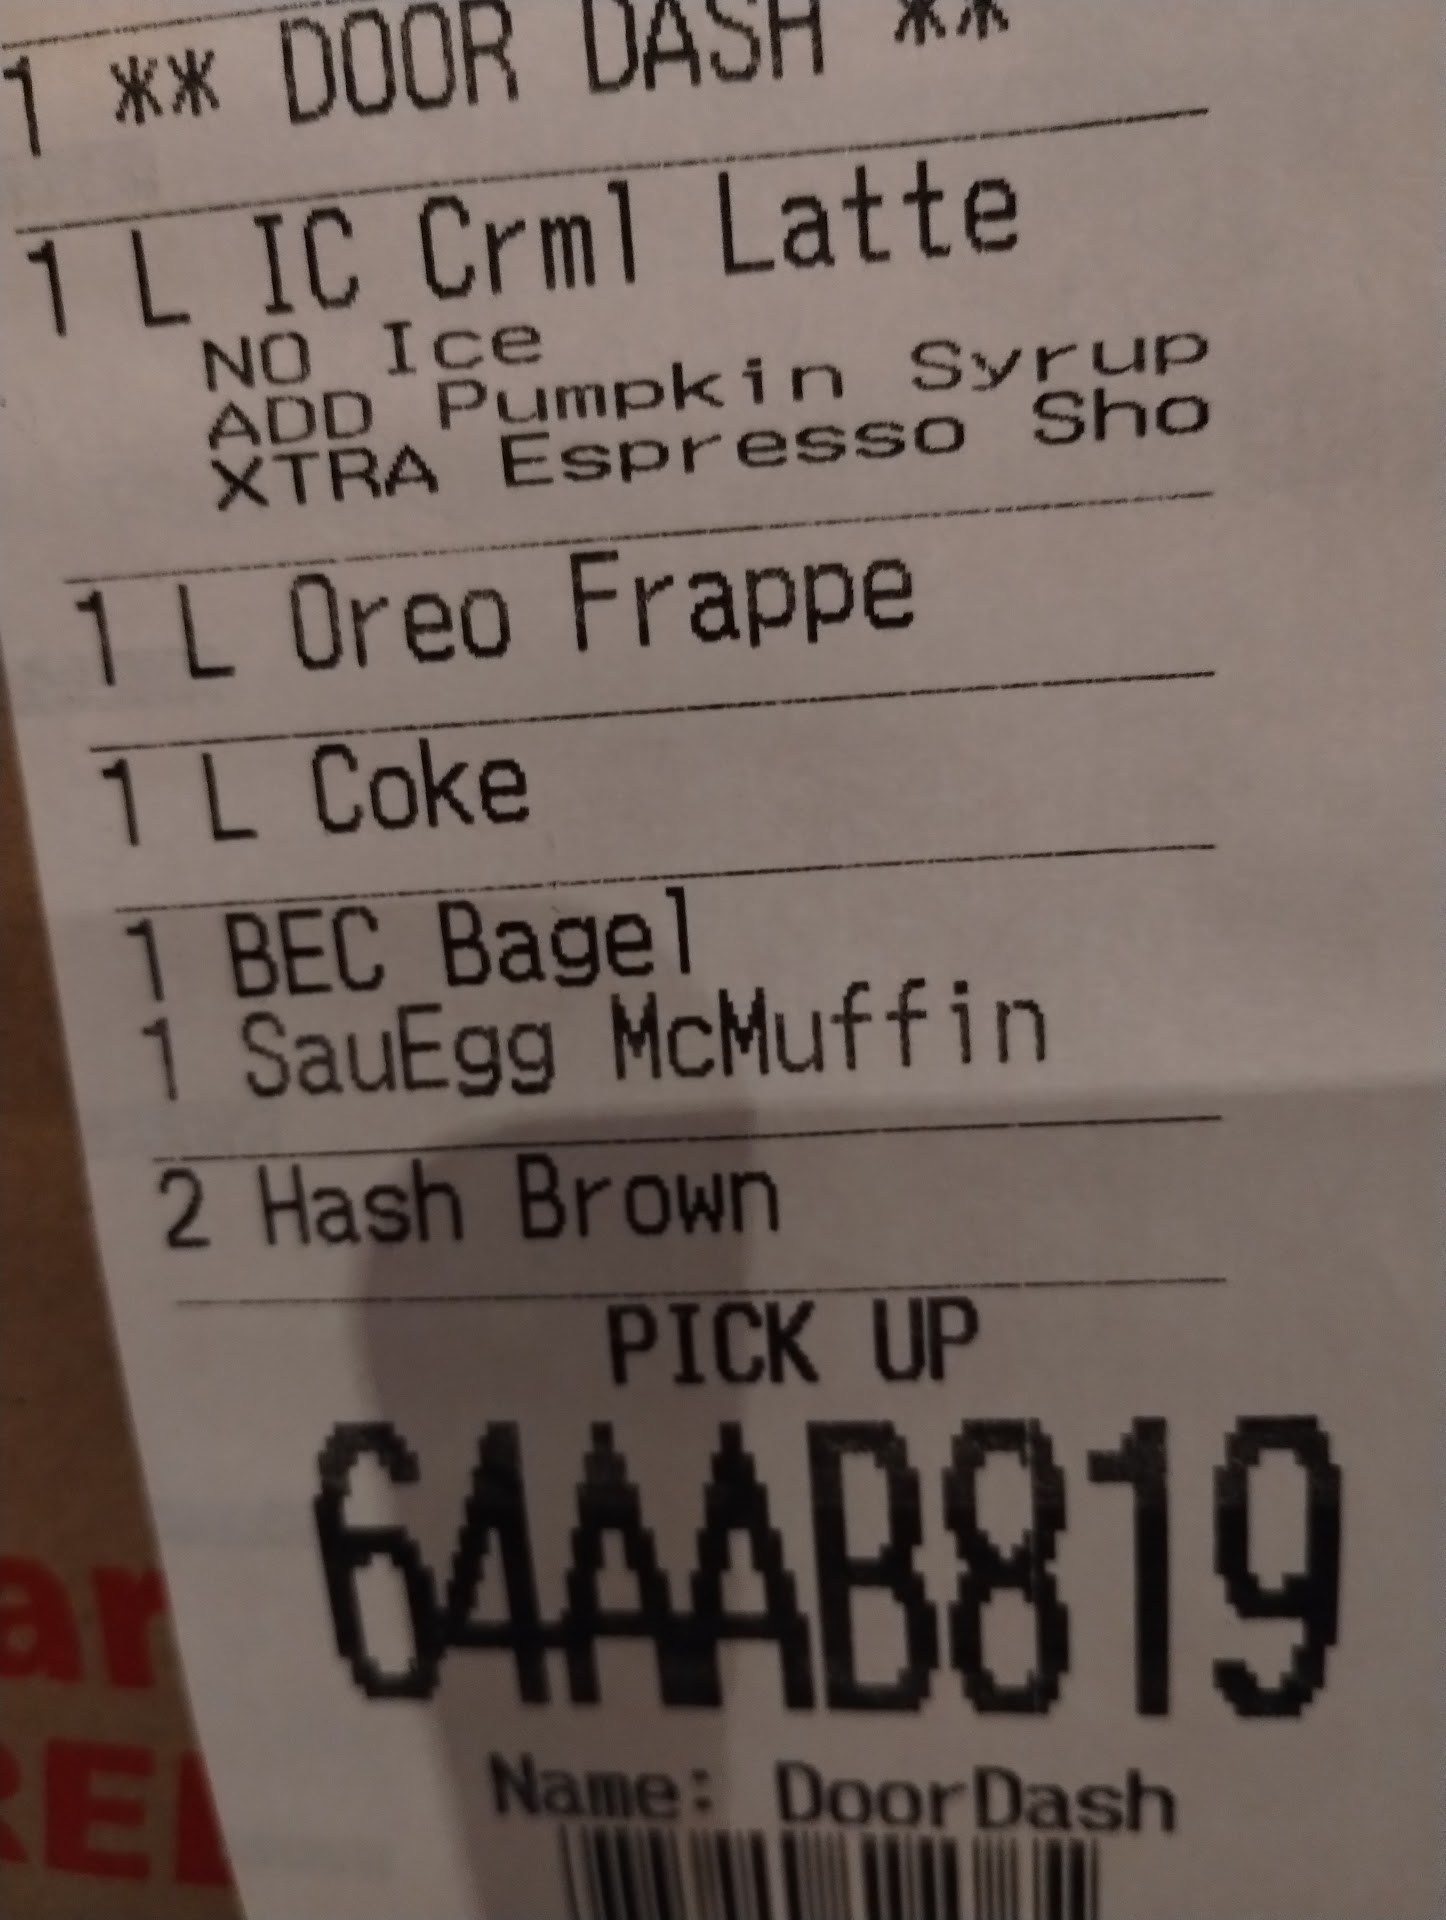 1 ** DOOR DASH **
1 L IC Crml Latte
NO Ice
ADD Pumpkin Syrup
XTRA Espresso Sho
1 L Oreo Frappe
1 L Coke
1 BEC Bagel
1 SauEgg McMuffin
2 Hash Brown
PICK UP
64AAB819
Name: DoorDash